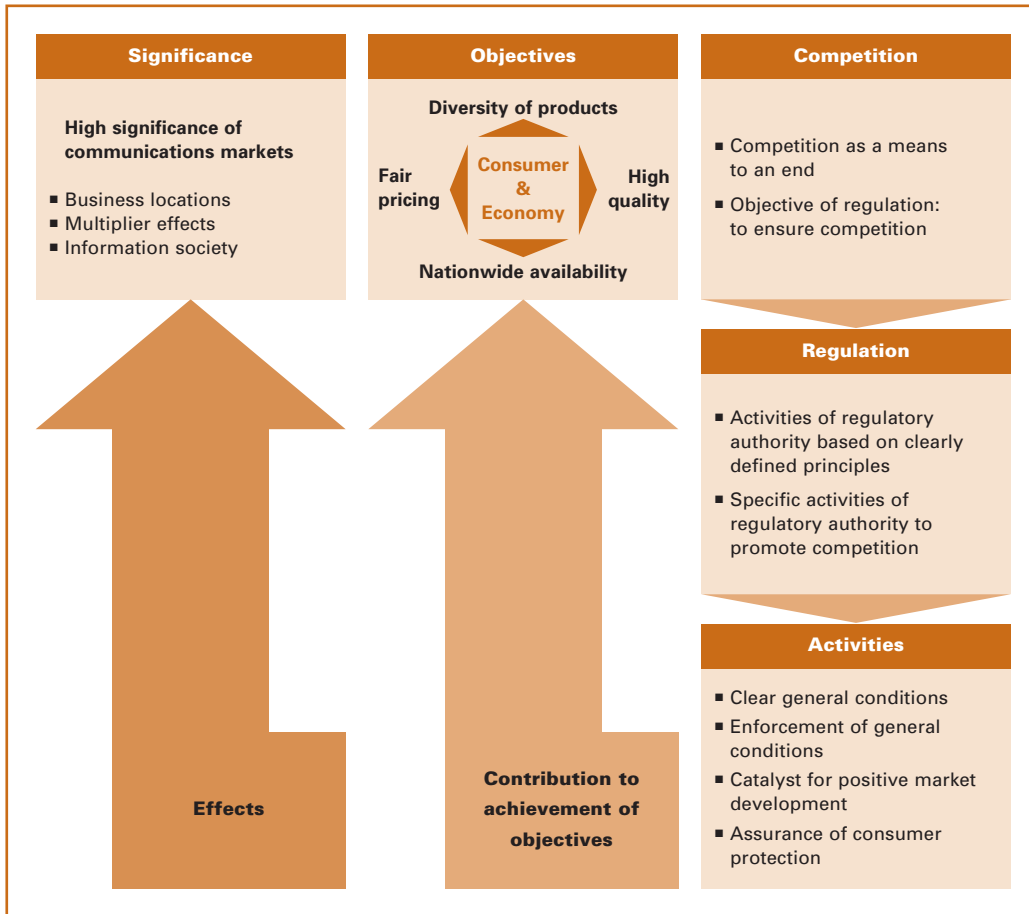 Significance
High significance of
communications markets
▪ Business locations
▪ Multiplier effects
▪ Information society
Objectives
Diversity of products
Fair
pricing
Consumer
&
Economy
High
quality
Nationwide availability
Competition
▪ Competition as a means
to an end
▪ Objective of regulation:
to ensure competition
Regulation
▪ Activities of regulatory
authority based on clearly
defined principles
▪ Specific activities of
regulatory authority to
promote competition
Activities
▪ Clear general conditions
▪ Enforcement of general
conditions
▪ Catalyst for positive market
development
▪ Assurance of consumer
protection
Effects
Contribution to
achievement of
objectives